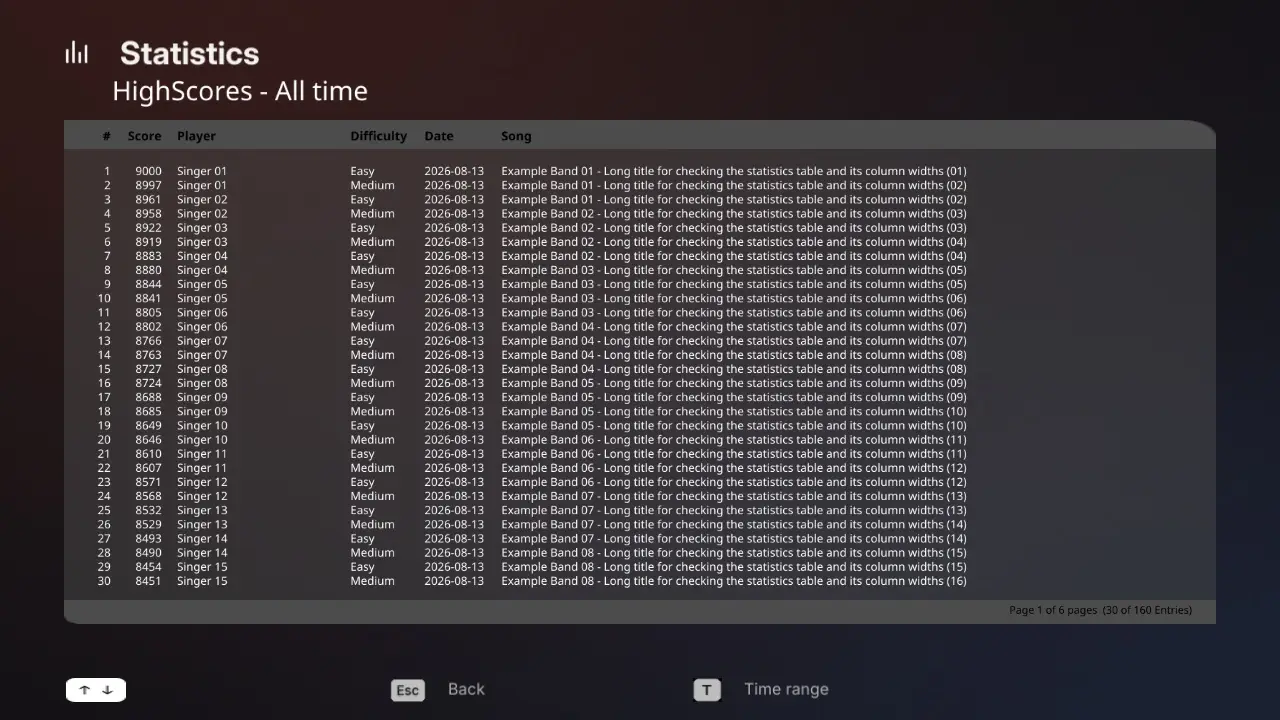 Statistics
HighScores - All time
# Score Player Difficulty Date Song
1 9000 Singer 01 Easy 2026-08-13 Example Band 01 - Long title for checking the statistics table and its column widths (01)
2 8997 Singer 01 Medium 2026-08-13 Example Band 01 - Long title for checking the statistics table and its column widths (02)
3 8961 Singer 02 Easy 2026-08-13 Example Band 01 - Long title for checking the statistics table and its column widths (02)
4 8958 Singer 02 Medium 2026-08-13 Example Band 02 - Long title for checking the statistics table and its column widths (03)
5 8922 Singer 03 Easy 2026-08-13 Example Band 02 - Long title for checking the statistics table and its column widths (03)
6 8919 Singer 03 Medium 2026-08-13 Example Band 02 - Long title for checking the statistics table and its column widths (04)
7 8883 Singer 04 Easy 2026-08-13 Example Band 02 - Long title for checking the statistics table and its column widths (04)
8 8880 Singer 04 Medium 2026-08-13 Example Band 03 - Long title for checking the statistics table and its column widths (05)
9 8844 Singer 05 Easy 2026-08-13 Example Band 03 - Long title for checking the statistics table and its column widths (05)
10 8841 Singer 05 Medium 2026-08-13 Example Band 03 - Long title for checking the statistics table and its column widths (06)
11 8805 Singer 06 Easy 2026-08-13 Example Band 03 - Long title for checking the statistics table and its column widths (06)
12 8802 Singer 06 Medium 2026-08-13 Example Band 04 - Long title for checking the statistics table and its column widths (07)
13 8766 Singer 07 Easy 2026-08-13 Example Band 04 - Long title for checking the statistics table and its column widths (07)
14 8763 Singer 07 Medium 2026-08-13 Example Band 04 - Long title for checking the statistics table and its column widths (08)
15 8727 Singer 08 Easy 2026-08-13 Example Band 04 - Long title for checking the statistics table and its column widths (08)
16 8724 Singer 08 Medium 2026-08-13 Example Band 05 - Long title for checking the statistics table and its column widths (09)
17 8688 Singer 09 Easy 2026-08-13 Example Band 05 - Long title for checking the statistics table and its column widths (09)
18 8685 Singer 09 Medium 2026-08-13 Example Band 05 - Long title for checking the statistics table and its column widths (10)
19 8649 Singer 10 Easy 2026-08-13 Example Band 05 - Long title for checking the statistics table and its column widths (10)
20 8646 Singer 10 Medium 2026-08-13 Example Band 06 - Long title for checking the statistics table and its column widths (11)
21 8610 Singer 11 Easy 2026-08-13 Example Band 06 - Long title for checking the statistics table and its column widths (11)
22 8607 Singer 11 Medium 2026-08-13 Example Band 06 - Long title for checking the statistics table and its column widths (12)
23 8571 Singer 12 Easy 2026-08-13 Example Band 06 - Long title for checking the statistics table and its column widths (12)
24 8568 Singer 12 Medium 2026-08-13 Example Band 07 - Long title for checking the statistics table and its column widths (13)
25 8532 Singer 13 Easy 2026-08-13 Example Band 07 - Long title for checking the statistics table and its column widths (13)
26 8529 Singer 13 Medium 2026-08-13 Example Band 07 - Long title for checking the statistics table and its column widths (14)
27 8493 Singer 14 Easy 2026-08-13 Example Band 07 - Long title for checking the statistics table and its column widths (14)
28 8490 Singer 14 Medium 2026-08-13 Example Band 08 - Long title for checking the statistics table and its column widths (15)
29 8454 Singer 15 Easy 2026-08-13 Example Band 08 - Long title for checking the statistics table and its column widths (15)
30 8451 Singer 15 Medium 2026-08-13 Example Band 08 - Long title for checking the statistics table and its column widths (16)
Page 1 of 6 pages (30 of 160 Entries)
↑ ↓ Esc Back T Time range